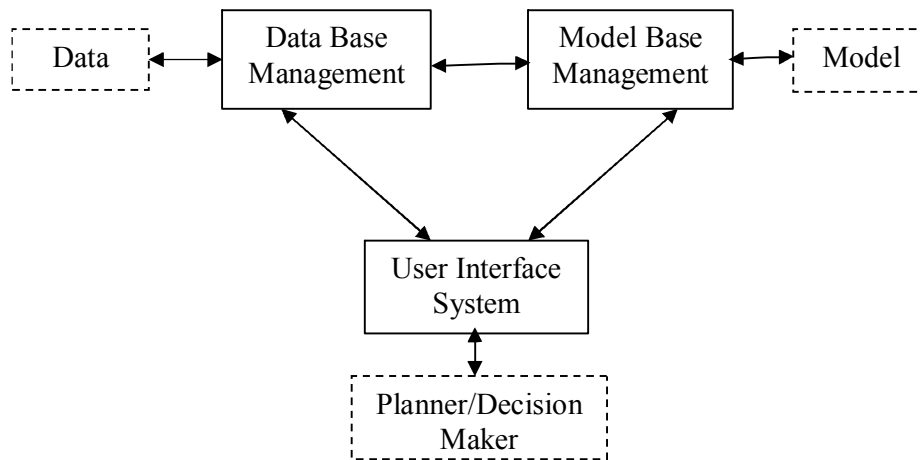 Data
Data Base
Management
Model Base
Management
Model
User Interface
System
Planner/Decision
Maker